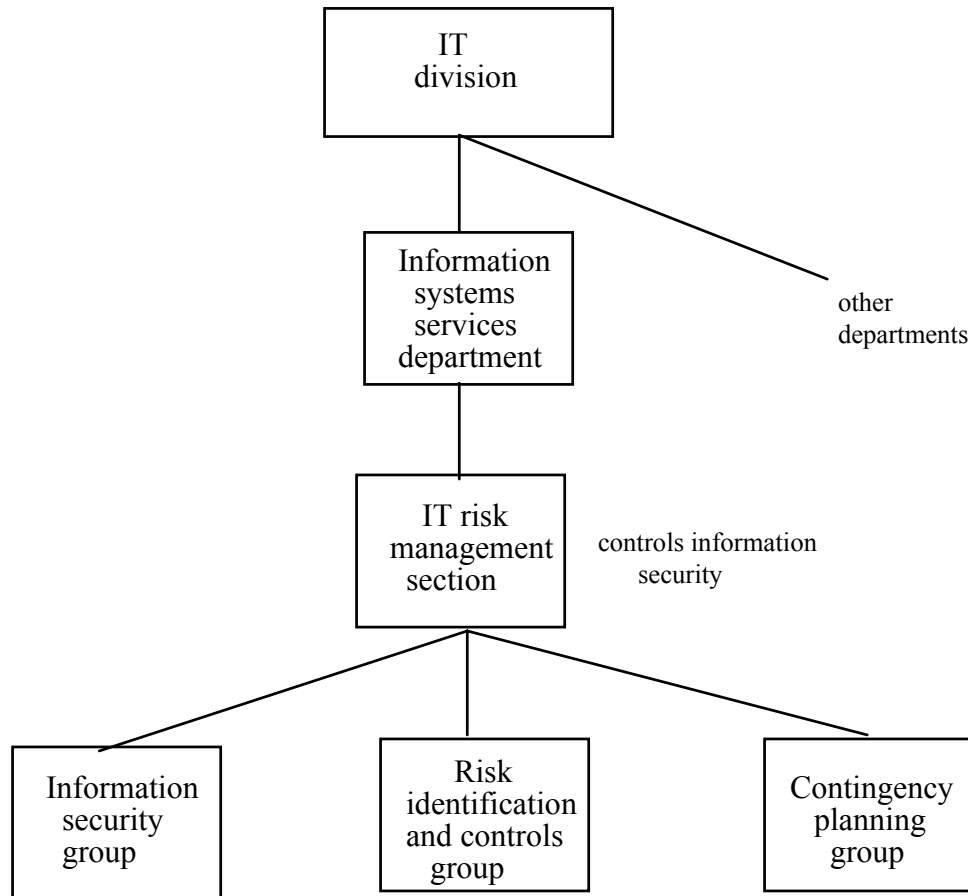 IT
division
Information
systems
services
department
other
departments
IT risk
management
section
controls information
security
Information
security
group
Risk
identification
and controls
group
Contingency
planning
group